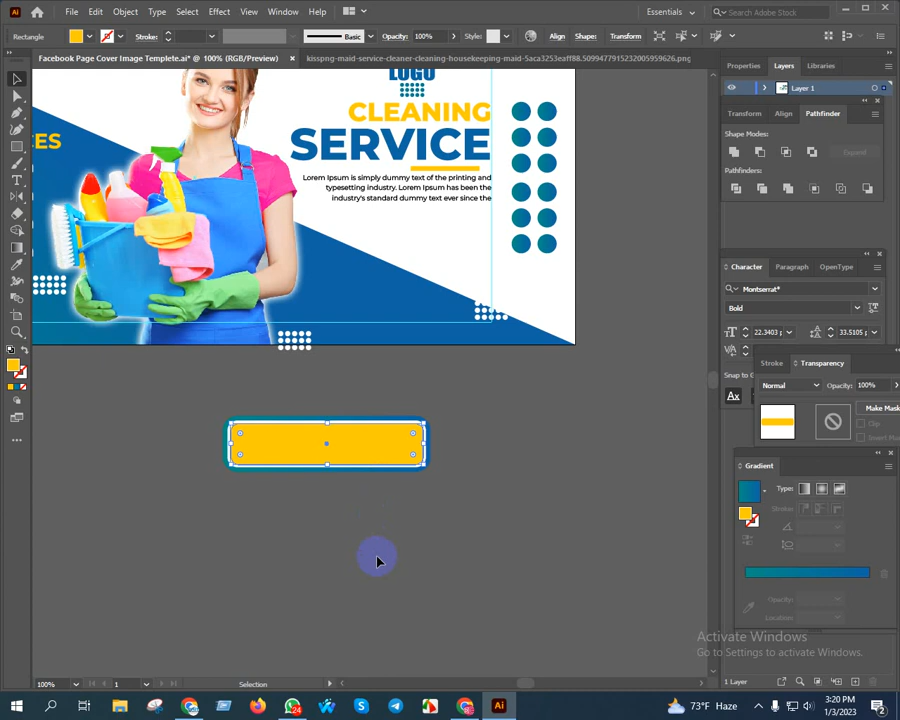 Ai File Edit Object Type Select Effect View Window Help Essentials Search Adobe Stock
Rectangle Stroke: Basic Opacity: 100% Style: Align Shape: Transform
Facebook Page Cover Image Templete.ai* @ 100% (RGB/Preview) × kisspng-maid-service-cleaner-cleaning-housekeeping-maid-5aca3253eaff88.5099477915232005959626.png
Properties Layers Libraries
Layer 1
Transform Align Pathfinder
Shape Modes:
Expand
Pathfinders:
LOGO
CLEANING
SERVICE
ES
Lorem Ipsum is simply dummy text of the printing and
typesetting industry. Lorem Ipsum has been the
industry's standard dummy text ever since the
Character Paragraph OpenType
Montserrat*
Bold
22.3403 p 33.5105
Snap to G
Stroke Transparency
Normal Opacity: 100%
Make Mask
Clip
Invert
Gradient
Type:
Stroke:
Opacity:
Location:
Activate Windows
Go to Settings to activate Windows.
100% 1 Selection 1 Layer
73°F Haze 3:20 PM
1/3/2023